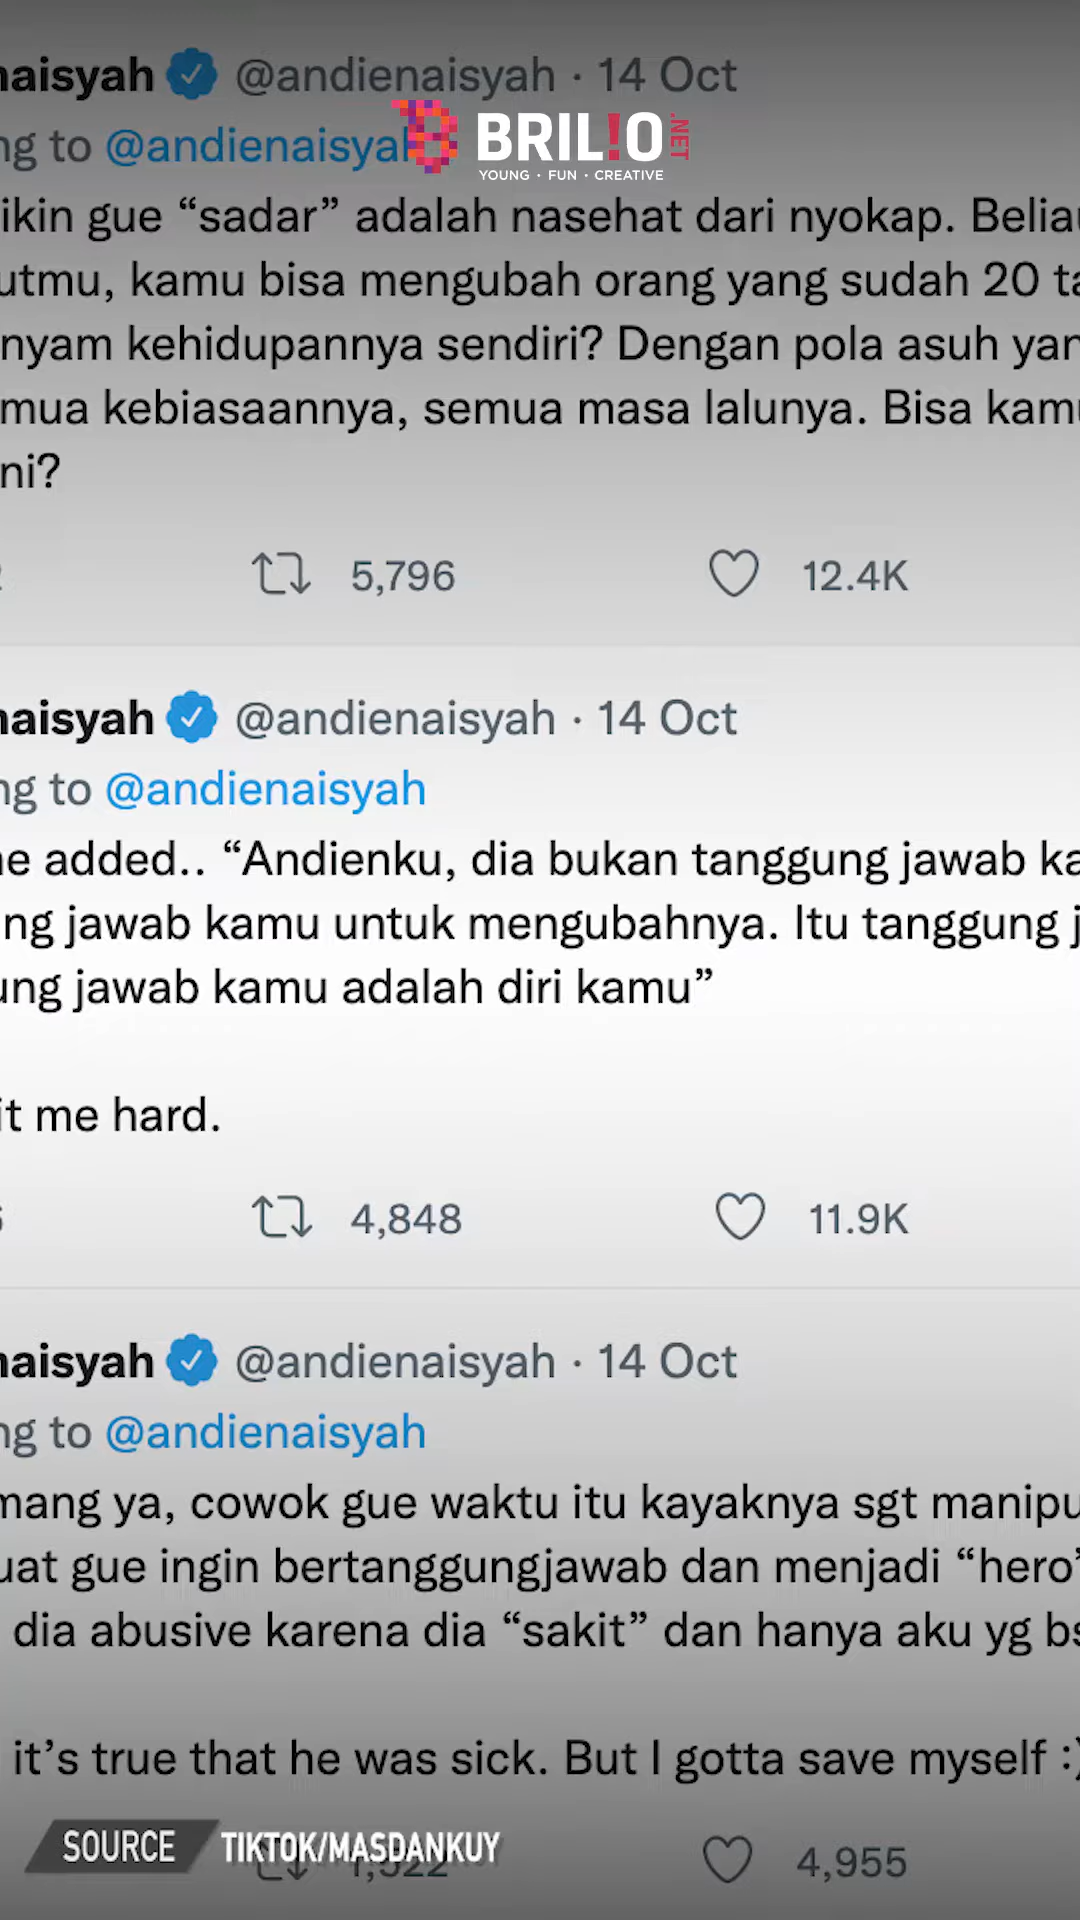 naisyah @andienaisyah · 14 Oct
BRIL!O .NET
YOUNG · FUN · CREATIVE
ng to @andienaisyah
ikin gue “sadar” adalah nasehat dari nyokap. Beliau
utmu, kamu bisa mengubah orang yang sudah 20 ta
nyam kehidupannya sendiri? Dengan pola asuh yan
mua kebiasaannya, semua masa lalunya. Bisa kamu
ni?
5,796 12.4K
naisyah @andienaisyah · 14 Oct
ng to @andienaisyah
ne added.. “Andienku, dia bukan tanggung jawab ka
ng jawab kamu untuk mengubahnya. Itu tanggung j
ung jawab kamu adalah diri kamu”
it me hard.
4,848 11.9K
naisyah @andienaisyah · 14 Oct
ng to @andienaisyah
mang ya, cowok gue waktu itu kayaknya sgt manipu
uat gue ingin bertanggungjawab dan menjadi “hero”
dia abusive karena dia “sakit” dan hanya aku yg bs
it’s true that he was sick. But I gotta save myself :)
SOURCE TIKTOK/MASDANKUY
4,955